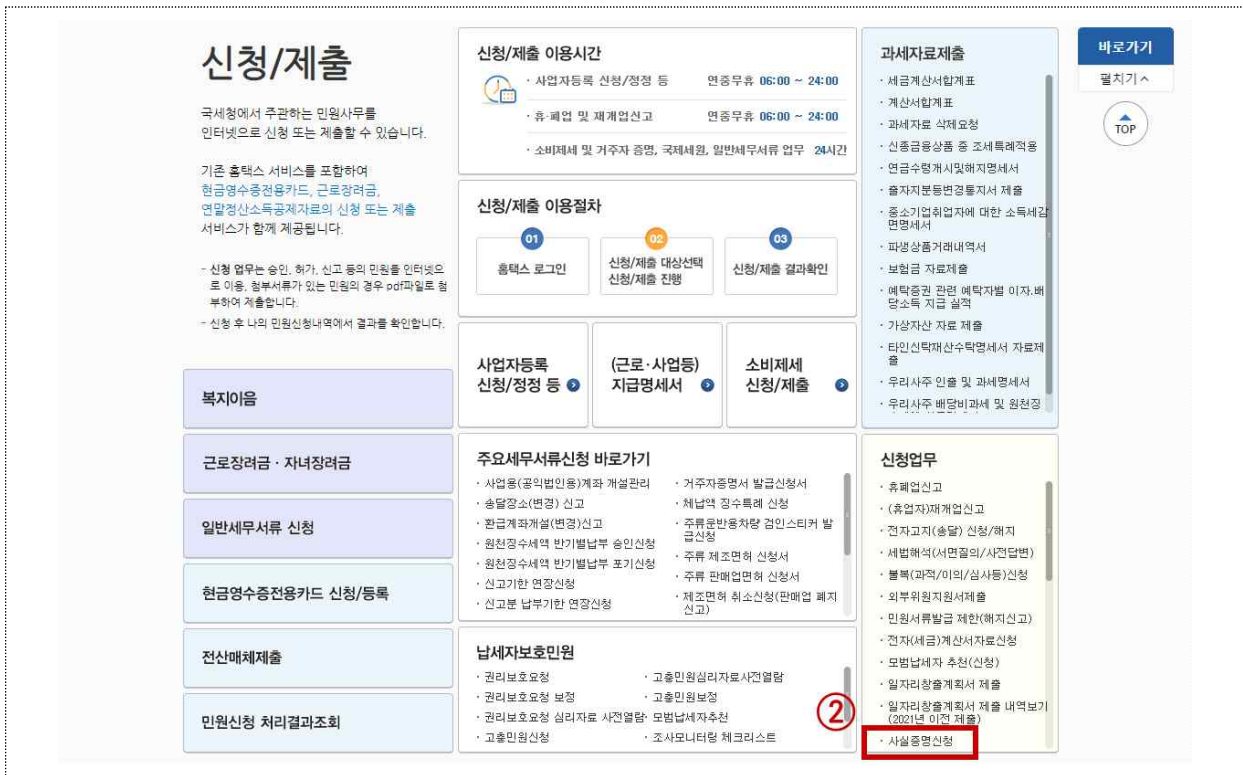 신청/제출
국세청에서 주관하는 민원사무를
인터넷으로 신청 또는 제출할 수 있습니다.
기존 홈택스 서비스를 포함하여
현금영수증전용카드, 근로장려금,
연말정산소득공제자료의 신청 또는 제출
서비스가 함께 제공됩니다.
- 신청 업무는 승인, 허가, 신고 등의 민원을 인터넷으
로 이용, 첨부서류가 있는 민원의 경우 pdf파일로 첨
부하여 제출합니다.
- 신청 후 나의 민원신청내역에서 결과를 확인합니다.
복지이음
근로장려금 · 자녀장려금
일반세무서류 신청
현금영수증전용카드 신청/등록
전산매체제출
민원신청 처리결과조회
신청/제출 이용시간
· 사업자등록 신청/정정 등 연중무휴 06:00 ~ 24:00
· 휴·폐업 및 재개업신고 연중무휴 06:00 ~ 24:00
· 소비제세 및 거주자 증명, 국제세원, 일반세무서류 업무 24시간
신청/제출 이용절차
01
홈택스 로그인
02
신청/제출 대상선택
신청/제출 진행
03
신청/제출 결과확인
사업자등록
신청/정정 등
(근로·사업등)
지급명세서
소비제세
신청/제출
주요세무서류신청 바로가기
· 사업용(공익법인용)계좌 개설관리
· 송달장소(변경) 신고
· 환급계좌개설(변경)신고
· 원천징수세액 반기별납부 승인신청
· 원천징수세액 반기별납부 포기신청
· 신고기한 연장신청
· 신고분 납부기한 연장신청
· 거주자증명서 발급신청서
· 체납액 징수특례 신청
· 주류운반용차량 검인스티커 발
급신청
· 주류 제조면허 신청서
· 주류 판매업면허 신청서
· 제조면허 취소신청(판매업 폐지
신고)
납세자보호민원
· 권리보호요청
· 권리보호요청 보정
· 권리보호요청 심리자료 사전열람
· 고충민원신청
· 고충민원심리자료사전열람
· 고충민원보정
· 모범납세자추천
· 조사모니터링 체크리스트
과세자료제출
· 세금계산서합계표
· 계산서합계표
· 과세자료 삭제요청
· 신종금융상품 중 조세특례적용
· 연금수령개시및해지명세서
· 출자지분등변경통지서 제출
· 중소기업취업자에 대한 소득세감
면명세서
· 파생상품거래내역서
· 보험금 자료제출
· 예탁증권 관련 예탁자별 이자.배
당소득 지급 실적
· 가상자산 자료 제출
· 타인신탁재산수탁명세서 자료제
출
· 우리사주 인출 및 과세명세서
· 우리사주 배당비과세 및 원천징
신청업무
· 휴폐업신고
· (휴업자)재개업신고
· 전자고지(송달) 신청/해지
· 세법해석(서면질의/사전답변)
· 불복(과적/이의/심사등)신청
· 외부위원지원서제출
· 민원서류발급 제한(해지신고)
· 전자(세금)계산서자료신청
· 모범납세자 추천(신청)
· 일자리창출계획서 제출
· 일자리창출계획서 제출 내역보기
(2021년 이전 제출)
②
· 사실증명신청
바로가기
펼치기
TOP